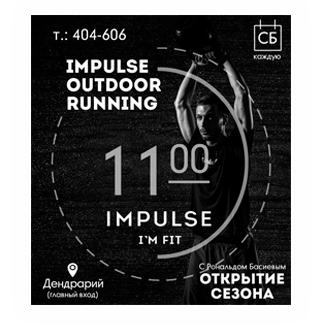 т.: 404-606
СБ
каждую
IMPULSE
OUTDOOR
RUNNING
11 00
IMPULSE
I'M FIT
Дендрарий
(главный вход)
С Рональдом Басиевым
ОТКРЫТИЕ
СЕЗОНА